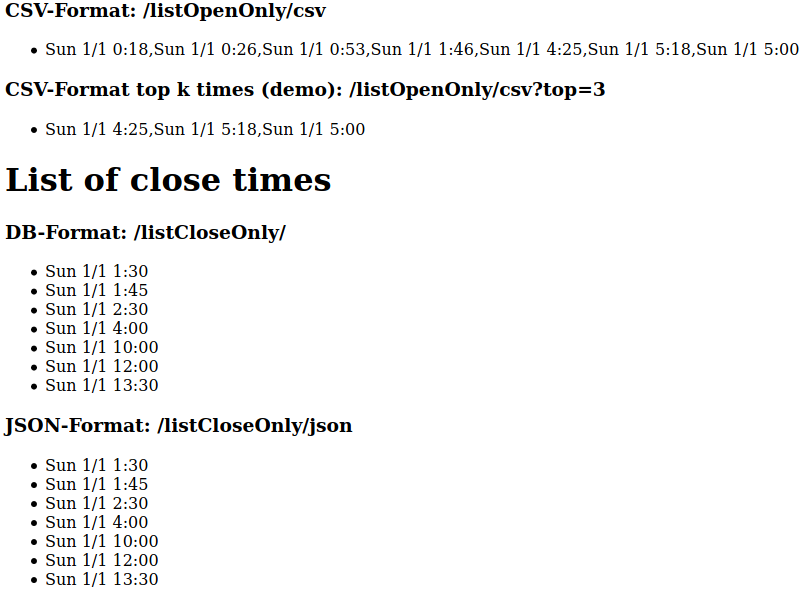 CSV-Format: /listOpenOnly/csv
Sun 1/1 0:18,Sun 1/1 0:26,Sun 1/1 0:53,Sun 1/1 1:46,Sun 1/1 4:25,Sun 1/1 5:18,Sun 1/1 5:00
CSV-Format top k times (demo): /listOpenOnly/csv?top=3
Sun 1/1 4:25,Sun 1/1 5:18,Sun 1/1 5:00
List of close times
DB-Format: /listCloseOnly/
Sun 1/1 1:30
Sun 1/1 1:45
Sun 1/1 2:30
Sun 1/1 4:00
Sun 1/1 10:00
Sun 1/1 12:00
Sun 1/1 13:30
JSON-Format: /listCloseOnly/json
Sun 1/1 1:30
Sun 1/1 1:45
Sun 1/1 2:30
Sun 1/1 4:00
Sun 1/1 10:00
Sun 1/1 12:00
Sun 1/1 13:30